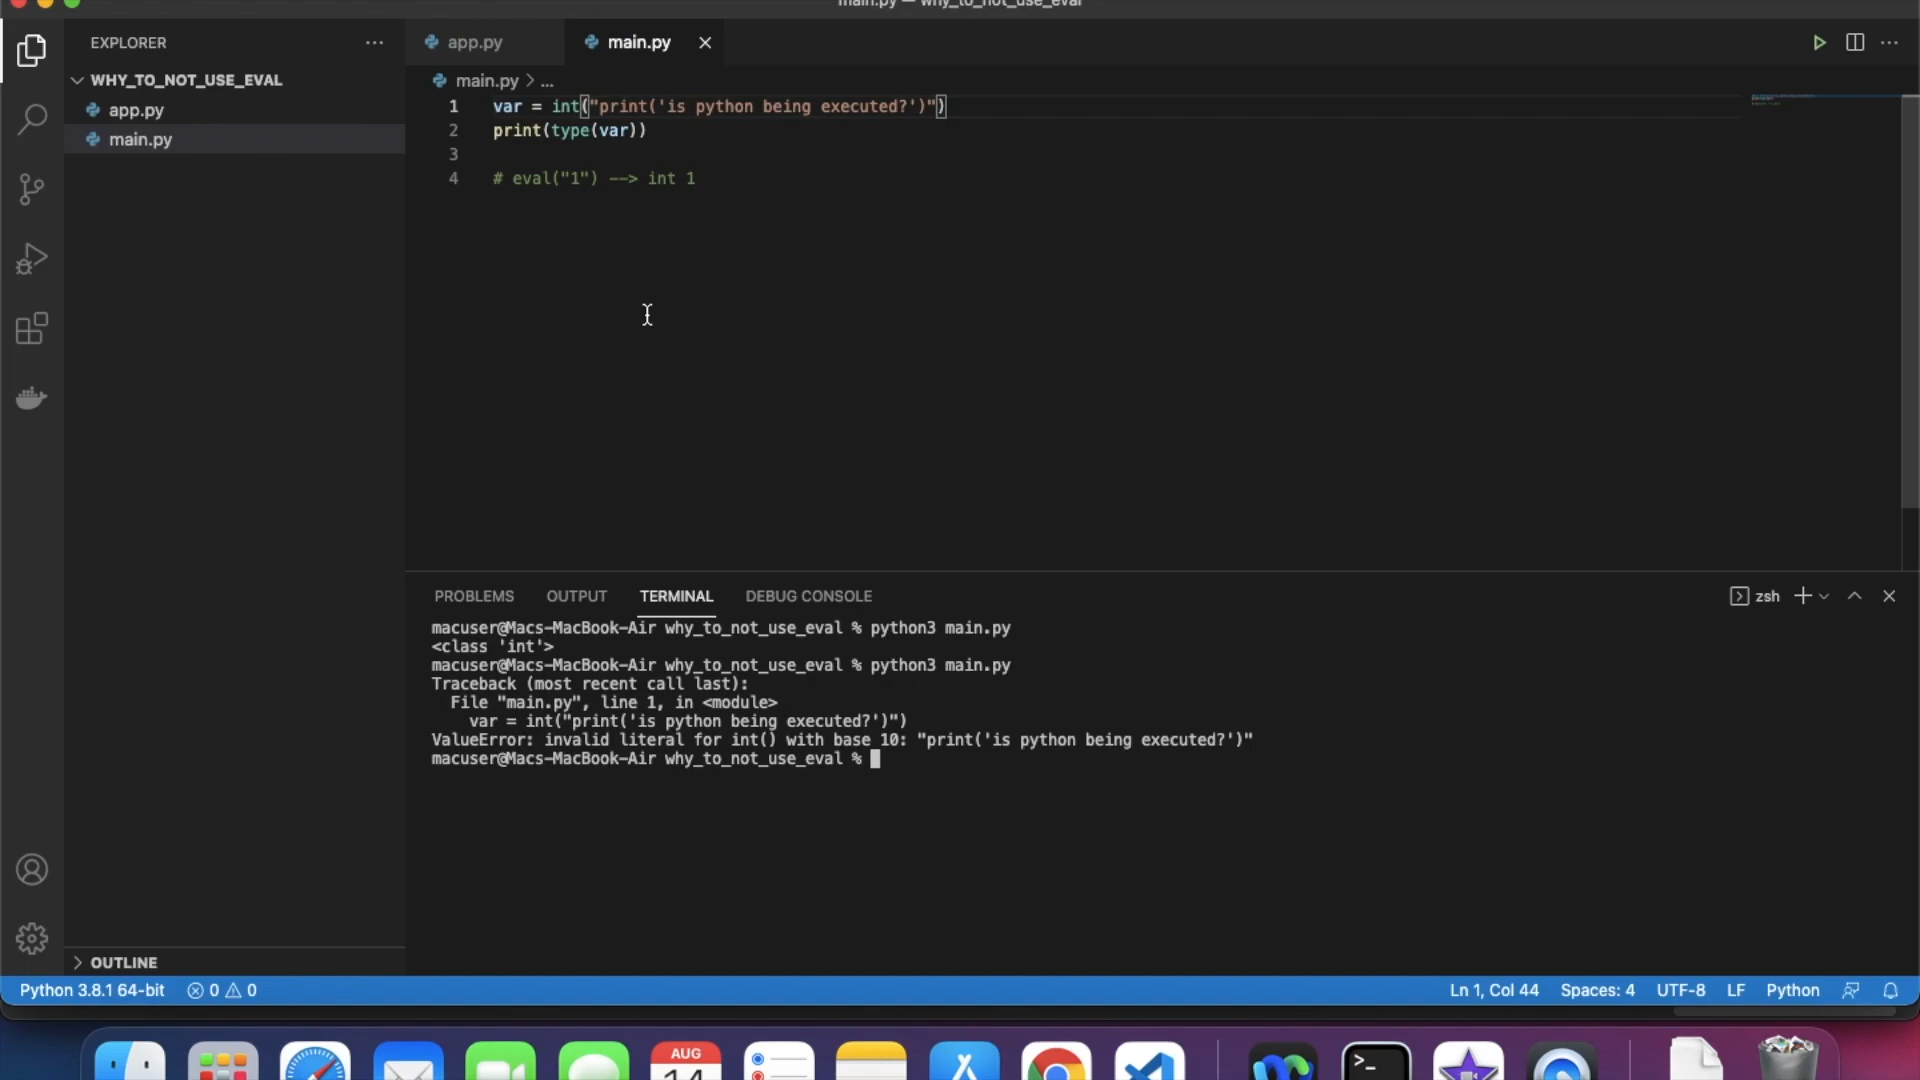 main.py — why_to_not_use_eval
EXPLORER
WHY_TO_NOT_USE_EVAL
app.py
main.py
OUTLINE
app.py
main.py
main.py > ...
1 var = int("print('is python being executed?')")
2 print(type(var))
3
4 # eval("1") --> int 1
PROBLEMS OUTPUT TERMINAL DEBUG CONSOLE
zsh
macuser@Macs-MacBook-Air why_to_not_use_eval % python3 main.py
<class 'int'>
macuser@Macs-MacBook-Air why_to_not_use_eval % python3 main.py
Traceback (most recent call last):
File "main.py", line 1, in <module>
var = int("print('is python being executed?')")
ValueError: invalid literal for int() with base 10: "print('is python being executed?')"
macuser@Macs-MacBook-Air why_to_not_use_eval %
Python 3.8.1 64-bit 0 0
Ln 1, Col 44 Spaces: 4 UTF-8 LF Python
AUG
14